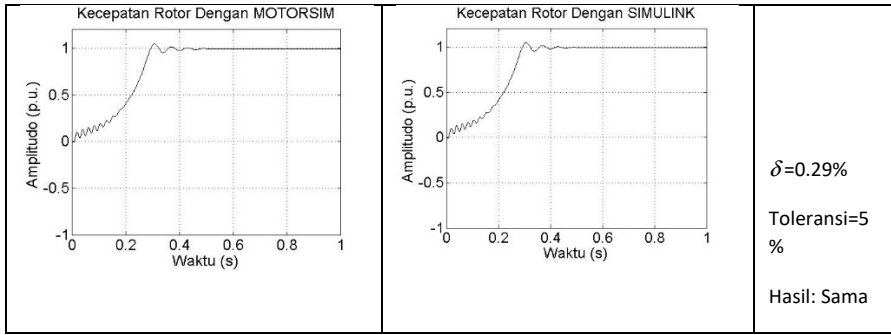 Kecepatan Rotor Dengan MOTORSIM
1
0.5
0
-0.5
-1
Amplitudo (p.u.)
0 0.2 0.4 0.6 0.8 1
Waktu (s)
Kecepatan Rotor Dengan SIMULINK
1
0.5
0
-0.5
-1
Amplitudo (p.u.)
0 0.2 0.4 0.6 0.8 1
Waktu (s)
δ=0.29%
Toleransi=5
%
Hasil: Sama